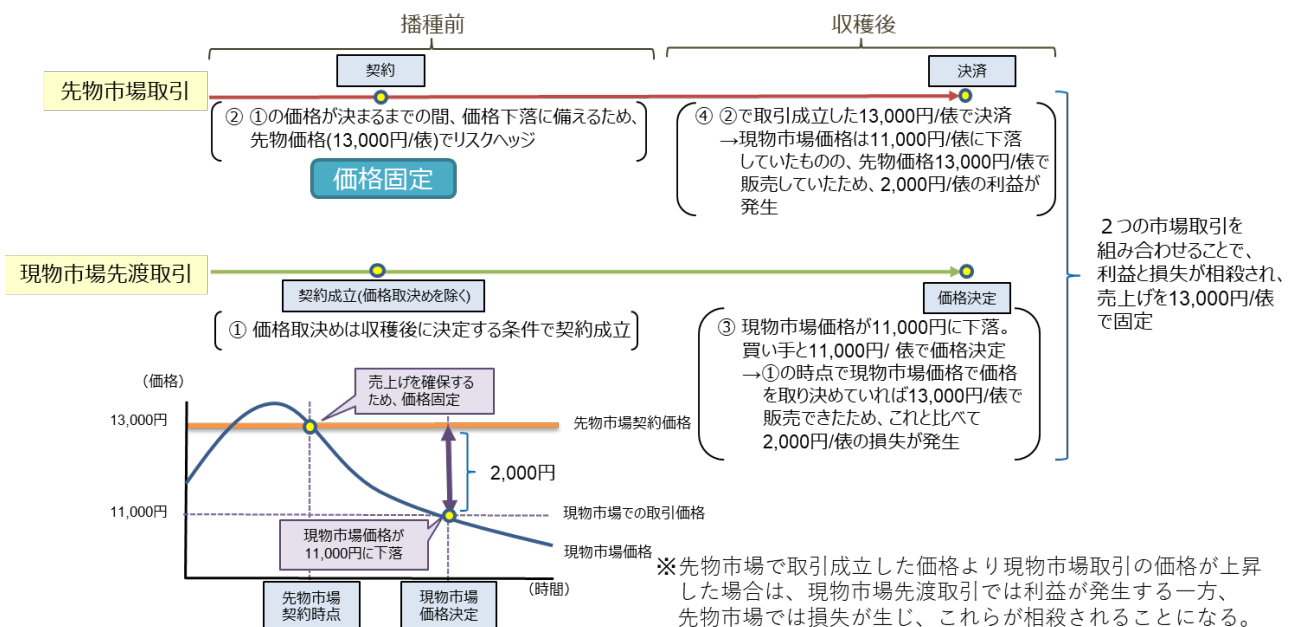 播種前
収穫後
先物市場取引
契約
決済
② ①の価格が決まるまでの間、価格下落に備えるため、
先物価格(13,000円/俵)でリスクヘッジ
価格固定
④ ②で取引成立した13,000円/俵で決済
→現物市場価格は11,000円/俵に下落
していたものの、先物価格13,000円/俵で
販売していたため、2,000円/俵の利益が
発生
現物市場先渡取引
契約成立(価格取決めを除く)
価格決定
① 価格取決めは収穫後に決定する条件で契約成立
③ 現物市場価格が11,000円に下落。
買い手と11,000円/ 俵で価格決定
→①の時点で現物市場価格で価格
を取り決めていれば13,000円/俵で
販売できたため、これと比べて
2,000円/俵の損失が発生
２つの市場取引を
組み合わせることで、
利益と損失が相殺され、
売上げを13,000円/俵
で固定
(価格)
売上げを確保する
ため、価格固定
13,000円
先物市場契約価格
2,000円
11,000円
現物市場での取引価格
現物市場価格が
11,000円に下落
現物市場価格
(時間)
先物市場
契約時点
現物市場
価格決定
※先物市場で取引成立した価格より現物市場取引の価格が上昇
した場合は、現物市場先渡取引では利益が発生する一方、
先物市場では損失が生じ、これらが相殺されることになる。